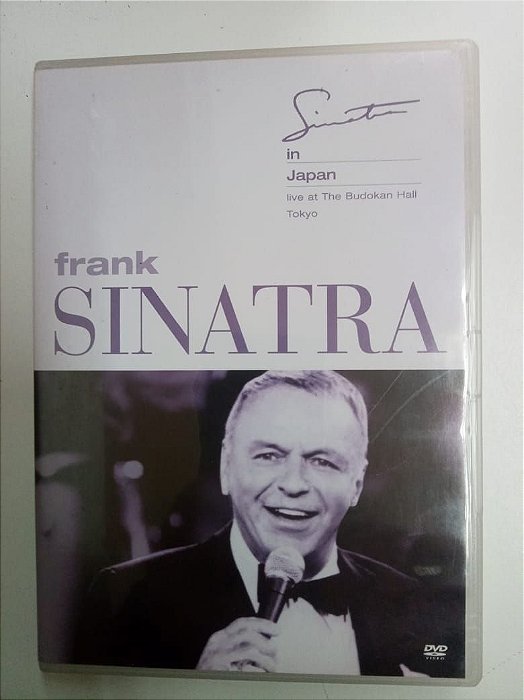 Sinatra
in
Japan
live at The Budokan Hall
Tokyo
frank
SINATRA
DVD
VIDEO